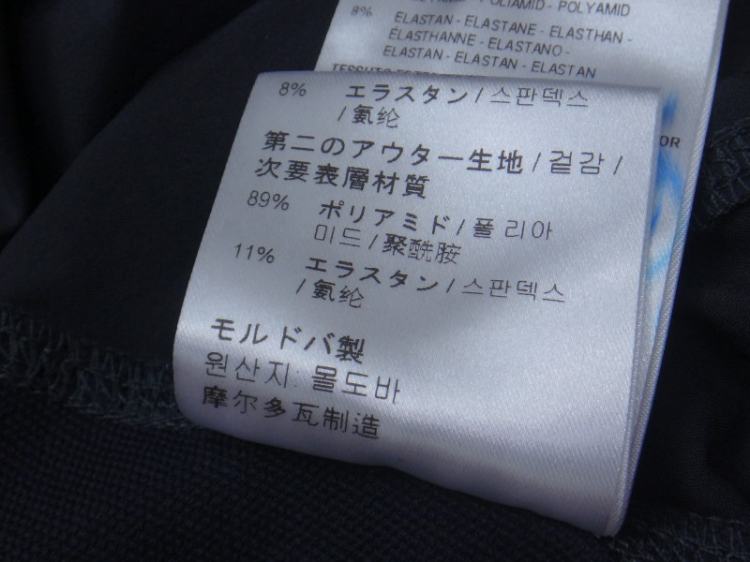 POLIAMID - POLYAMID
8% ELASTAN - ELASTANE - ELASTHAN -
ELASTHANNE - ELASTANO -
ELASTAN - ELASTAN - ELASTAN
8% エラスタン/스판덱스
/氨纶
第二のアウター生地/겉감/
次要表層材質
89% ポリアミド/폴리아
미드/聚酰胺
11% エラスタン/스판덱스
/氨纶
モルドバ製
원산지: 몰도바
摩尔多瓦制造